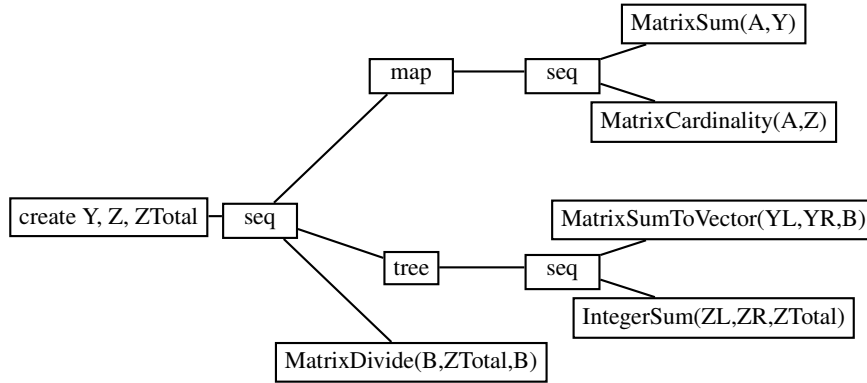 MatrixSum(A,Y)
map
seq
MatrixCardinality(A,Z)
create Y, Z, ZTotal
seq
MatrixSumToVector(YL,YR,B)
tree
seq
IntegerSum(ZL,ZR,ZTotal)
MatrixDivide(B,ZTotal,B)